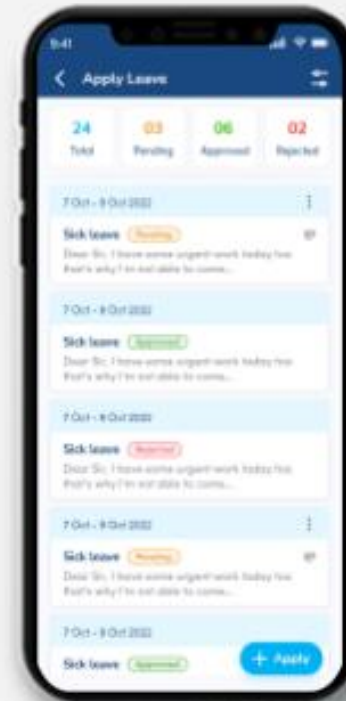 9:41
Apply Leave
24 03 06 02
Total Pending Approved Rejected
7 Oct - 9 Oct 2022
Sick leave Pending
Dear Sir, I have some urgent work today too
that's why I'm not able to come...
7 Oct - 9 Oct 2022
Sick leave Approved
Dear Sir, I have some urgent work today too
that's why I'm not able to come...
7 Oct - 9 Oct 2022
Sick leave Rejected
Dear Sir, I have some urgent work today too
that's why I'm not able to come...
7 Oct - 9 Oct 2022
Sick leave Pending
Dear Sir, I have some urgent work today too
that's why I'm not able to come...
7 Oct - 9 Oct 2022
Sick leave Approved
+ Apply